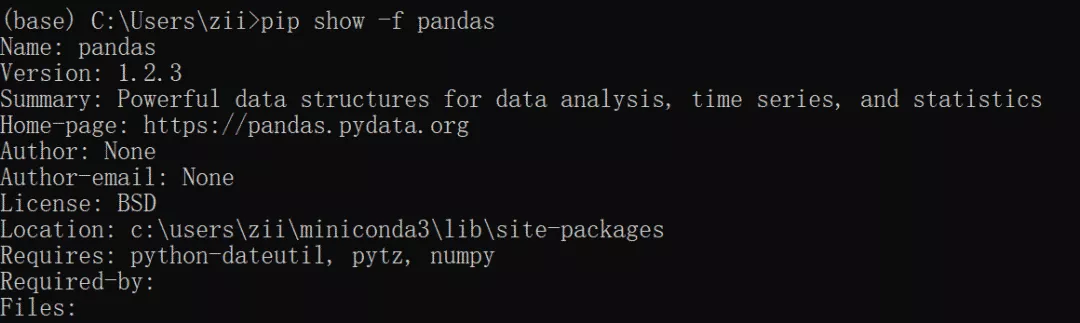 (base) C:\Users\zii>pip show -f pandas
Name: pandas
Version: 1.2.3
Summary: Powerful data structures for data analysis, time series, and statistics
Home-page: https://pandas.pydata.org
Author: None
Author-email: None
License: BSD
Location: c:\users\zii\miniconda3\lib\site-packages
Requires: python-dateutil, pytz, numpy
Required-by:
Files: